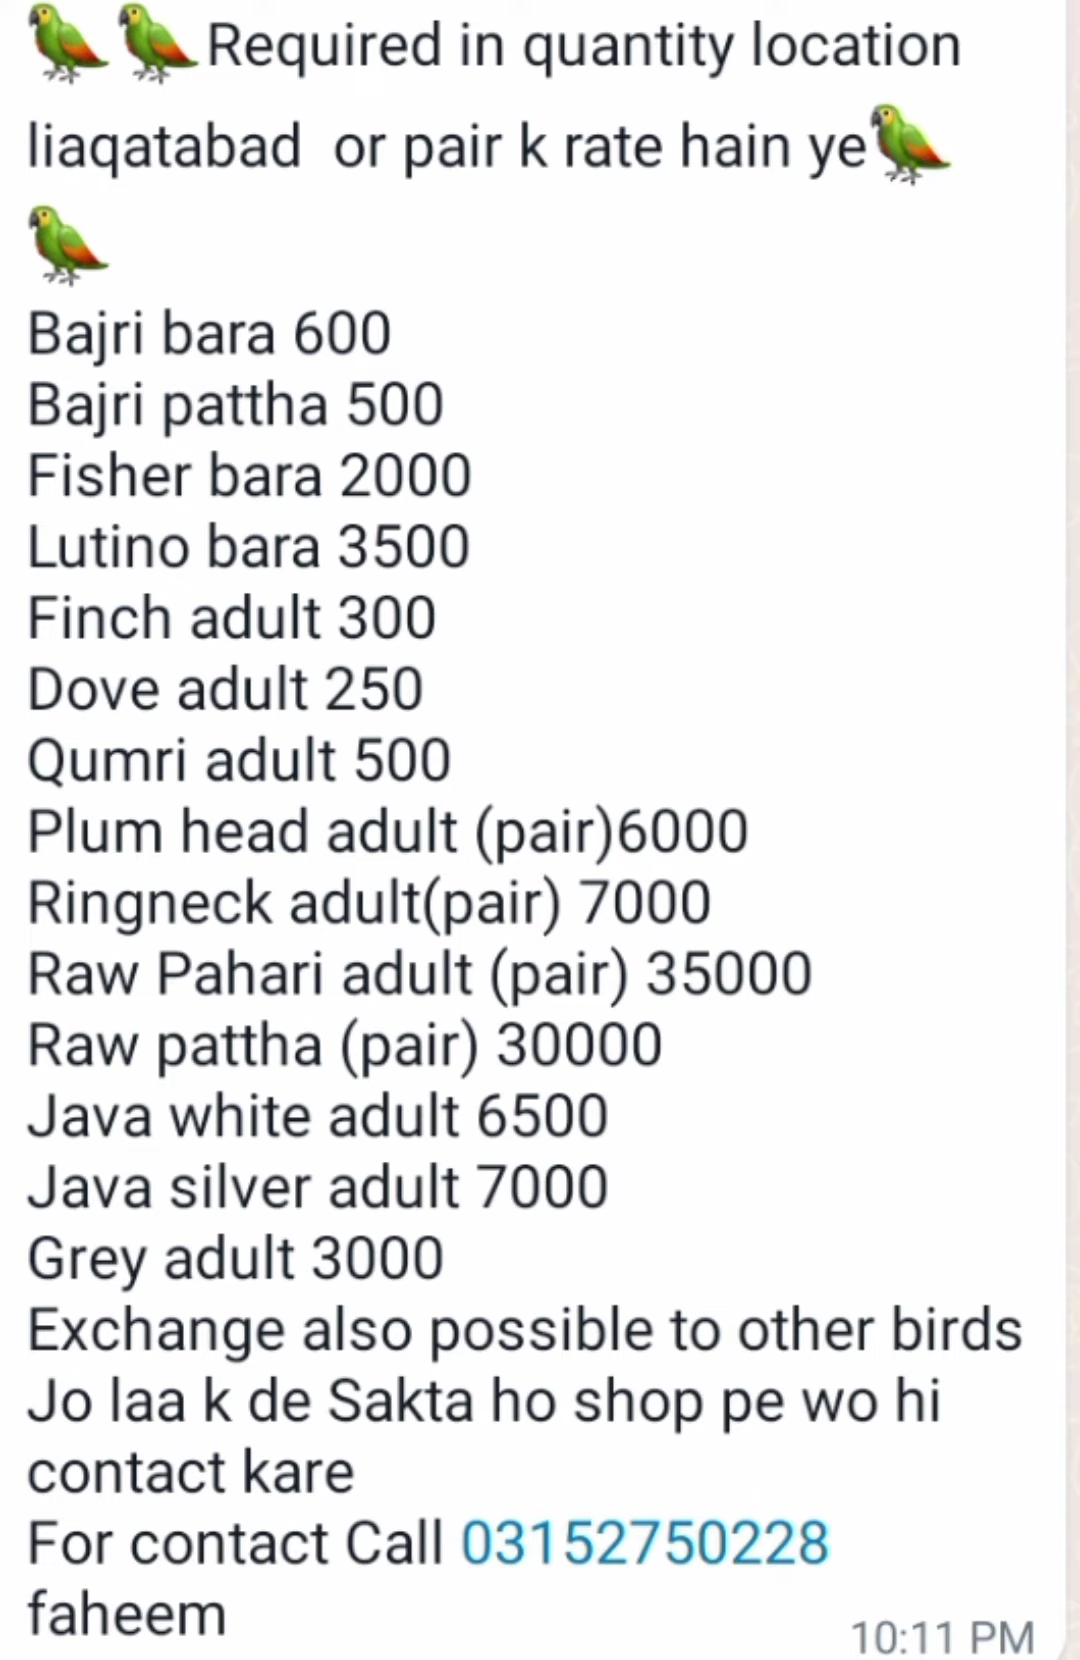 🦜🦜Required in quantity location
liaqatabad  or pair k rate hain ye🦜
🦜
Bajri bara 600
Bajri pattha 500
Fisher bara 2000
Lutino bara 3500
Finch adult 300
Dove adult 250
Qumri adult 500
Plum head adult (pair)6000
Ringneck adult(pair) 7000
Raw Pahari adult (pair) 35000
Raw pattha (pair) 30000
Java white adult 6500
Java silver adult 7000
Grey adult 3000
Exchange also possible to other birds
Jo laa k de Sakta ho shop pe wo hi
contact kare
For contact Call 03152750228
faheem
10:11 PM